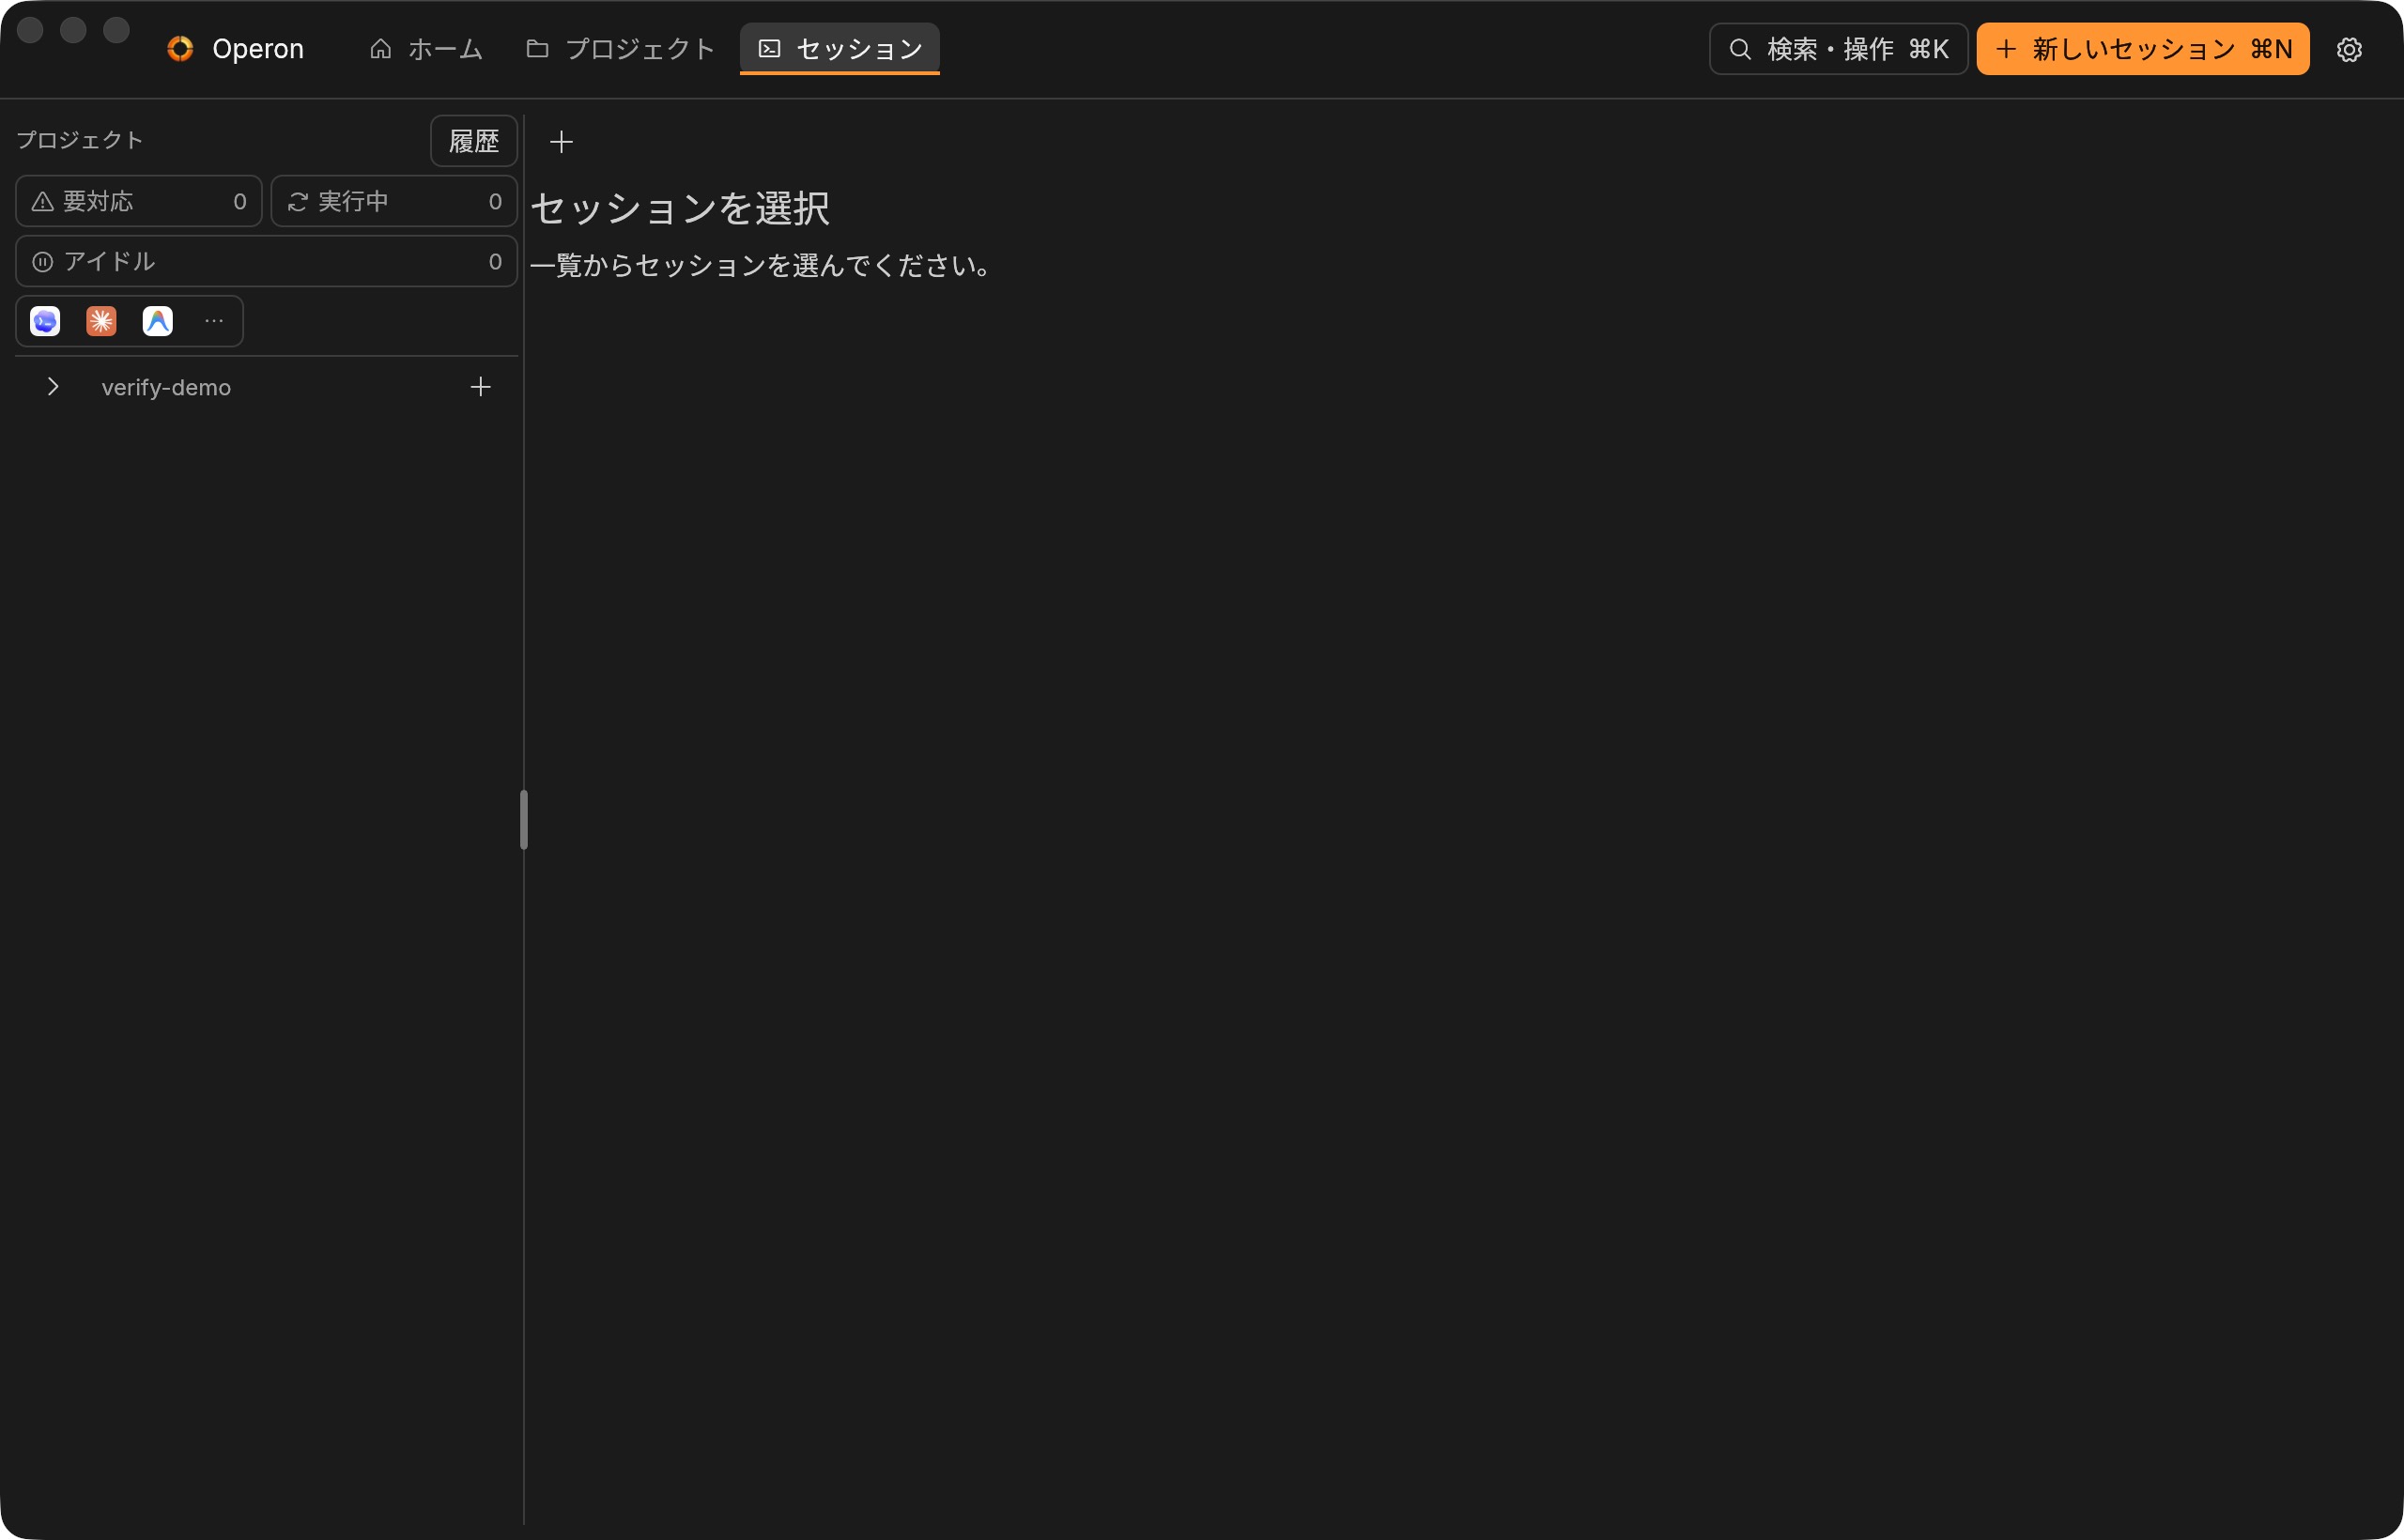 Operon
ホーム
プロジェクト
セッション
検索・操作 ⌘K
新しいセッション ⌘N
プロジェクト
履歴
要対応 0
実行中 0
アイドル 0
verify-demo
セッションを選択
一覧からセッションを選んでください。